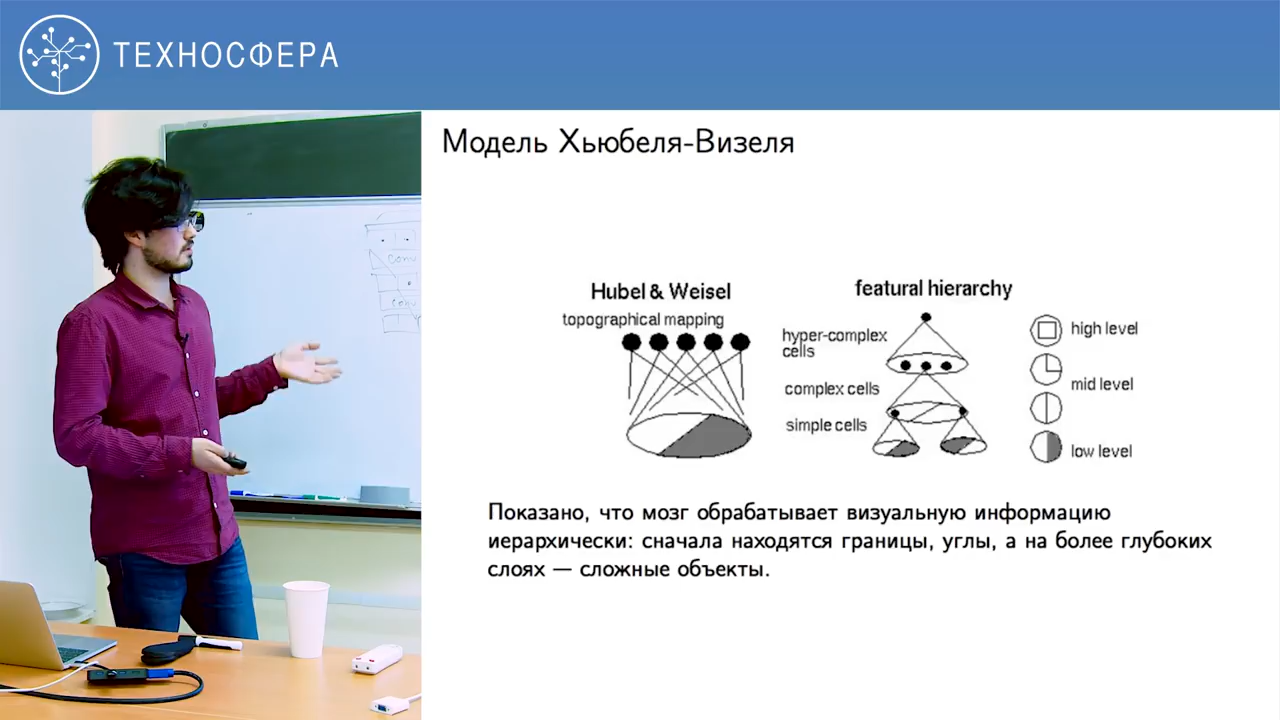 ТЕХНОСФЕРА
Модель Хьюбеля-Визеля
Hubel & Weisel
topographical mapping
featural hierarchy
hyper-complex
cells
complex cells
simple cells
high level
mid level
low level
conv
conv
Показано, что мозг обрабатывает визуальную информацию
иерархически: сначала находятся границы, углы, а на более глубоких
слоях — сложные объекты.